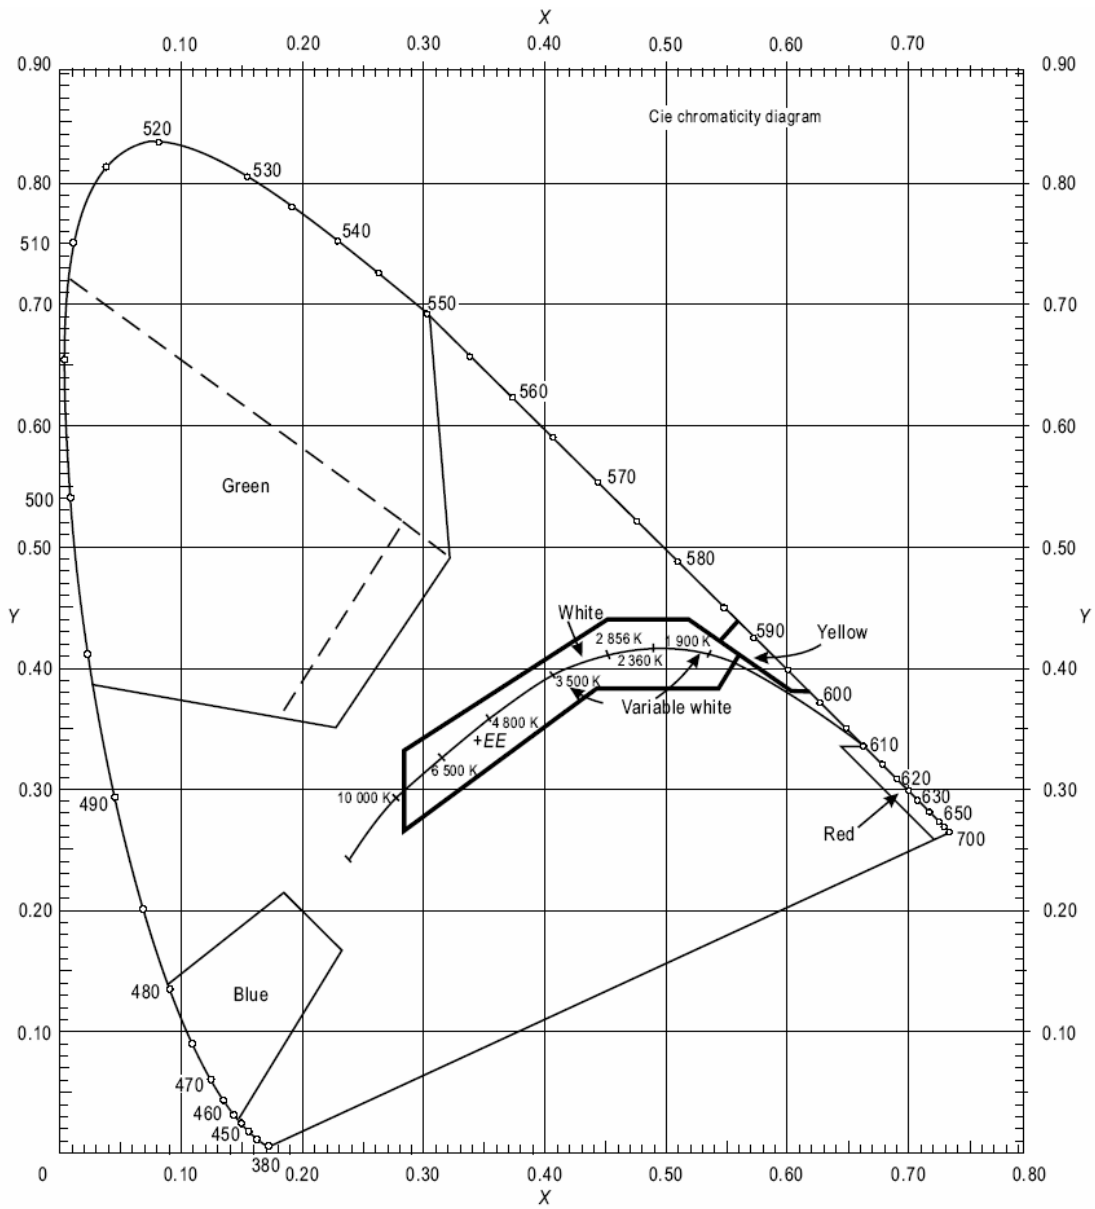 X
0.10 0.20 0.30 0.40 0.50 0.60 0.70
0.90 0.90
Cie chromaticity diagram
520
530
0.80 0.80
540
510
550
0.70 0.70
560
0.60 0.60
570
Green
500
580
0.50 0.50
Y Y
White
590
Yellow
2 856 K 1 900 K
2 360 K
0.40 0.40
3 500 K
600
Variable white
4 800 K
+EE
610
6 500 K
620
0.30 0.30
10 000 K
630
490
650
Red
700
0.20 0.20
480
Blue
0.10 0.10
470
460
450
380
0 0.10 0.20 0.30 0.40 0.50 0.60 0.70 0.80
X